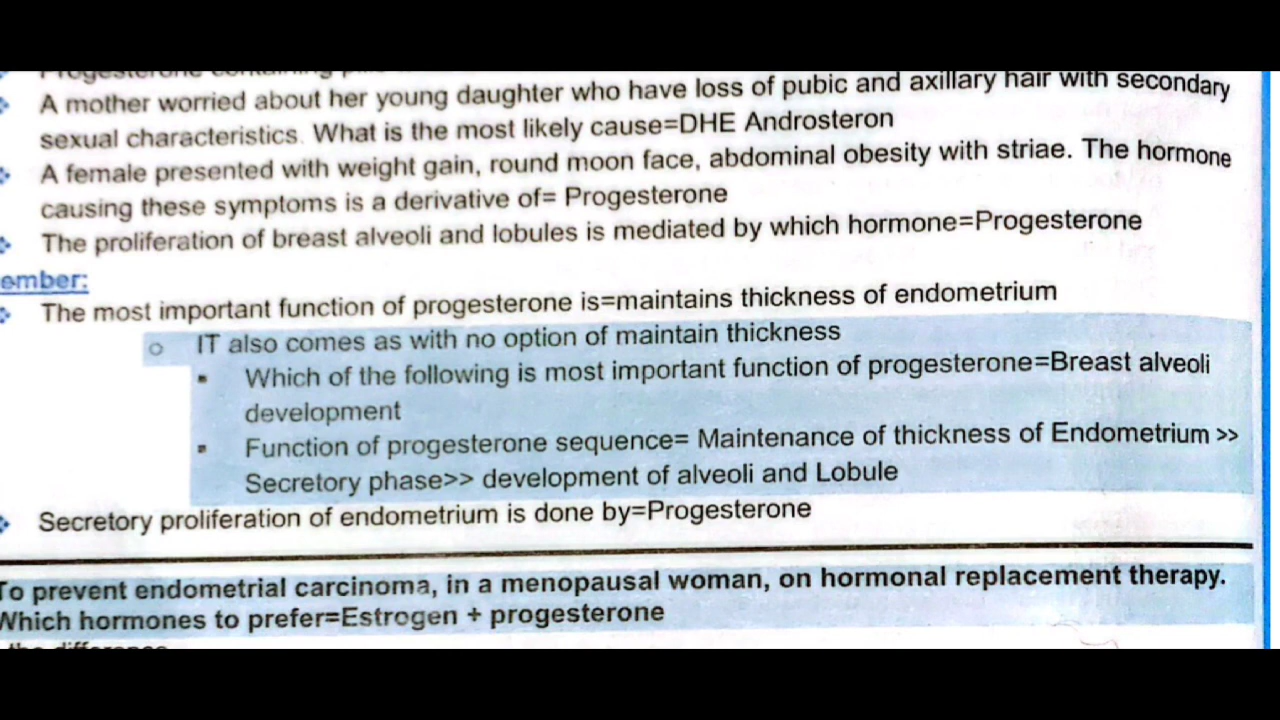 Progesterone containing
A mother worried about her young daughter who have loss of pubic and axillary hair with secondary
sexual characteristics. What is the most likely cause=DHE Androsteron
A female presented with weight gain, round moon face, abdominal obesity with striae. The hormone
causing these symptoms is a derivative of= Progesterone
The proliferation of breast alveoli and lobules is mediated by which hormone=Progesterone
ember:
The most important function of progesterone is=maintains thickness of endometrium
IT also comes as with no option of maintain thickness
Which of the following is most important function of progesterone=Breast alveoli
development
Function of progesterone sequence= Maintenance of thickness of Endometrium >>
Secretory phase>> development of alveoli and Lobule
Secretory proliferation of endometrium is done by=Progesterone
To prevent endometrial carcinoma, in a menopausal woman, on hormonal replacement therapy.
Which hormones to prefer=Estrogen + progesterone
the difference